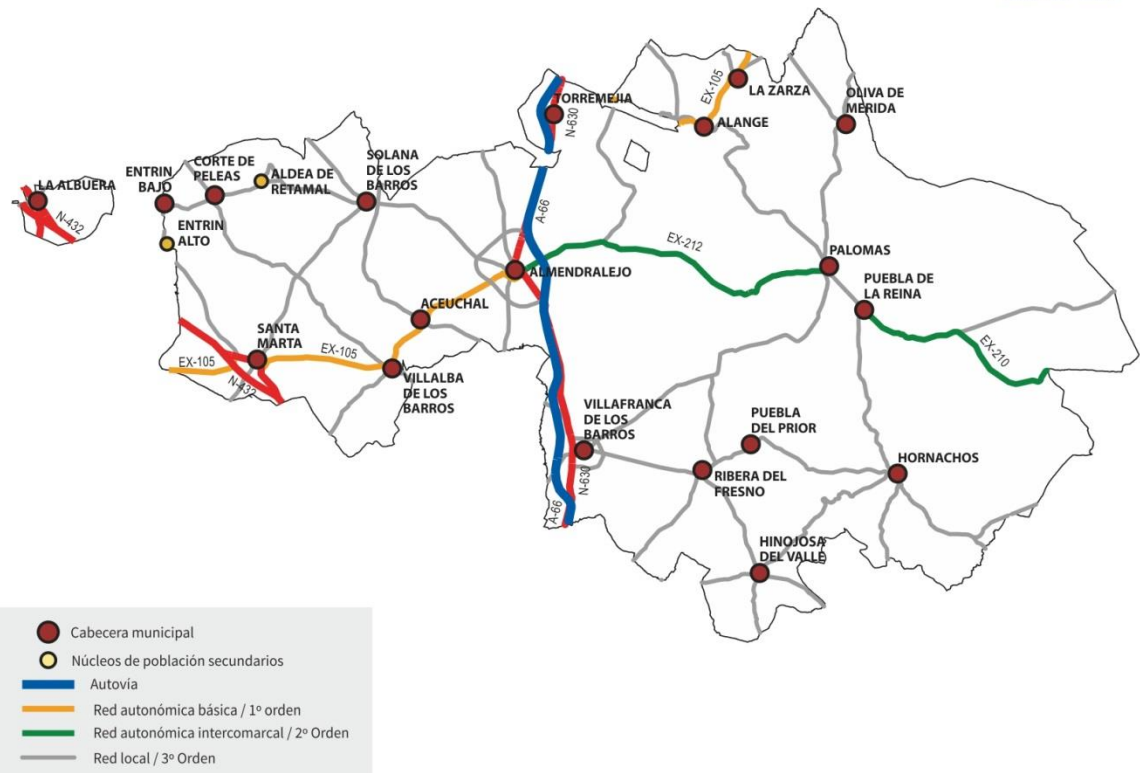 EX-105
LA ZARZA
TORREMEJIA
N-630
ALANGE
OLIVA DE
MERIDA
ENTRIN
BAJO
CORTE DE
PELEAS
ALDEA DE
RETAMAL
SOLANA
DE LOS
BARROS
LA ALBUERA
N-432
ENTRIN
ALTO
A-66
EX-212
PALOMAS
ALMENDRALEJO
PUEBLA DE
LA REINA
ACEUCHAL
SANTA
MARTA
EX-105
EX-105
N-432
EX-210
VILLALBA
DE LOS
BARROS
VILLAFRANCA
DE LOS
BARROS
PUEBLA
DEL PRIOR
HORNACHOS
RIBERA DEL
FRESNO
N-630
A-66
HINOJOSA
DEL VALLE
Cabecera municipal
Núcleos de población secundarios
Autovía
Red autonómica básica / 1º orden
Red autonómica intercomarcal / 2º Orden
Red local / 3º Orden